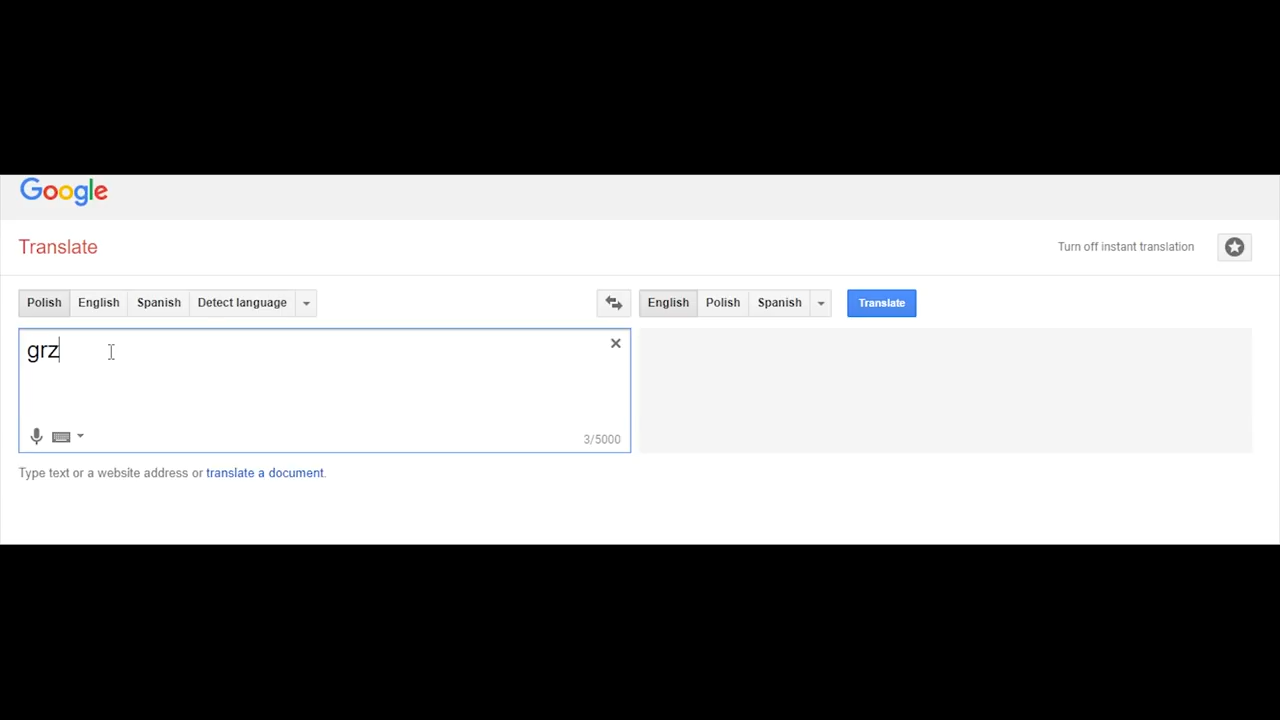 Google
Translate
Turn off instant translation
Polish English Spanish Detect language
English Polish Spanish Translate
grz
3/5000
Type text or a website address or translate a document.